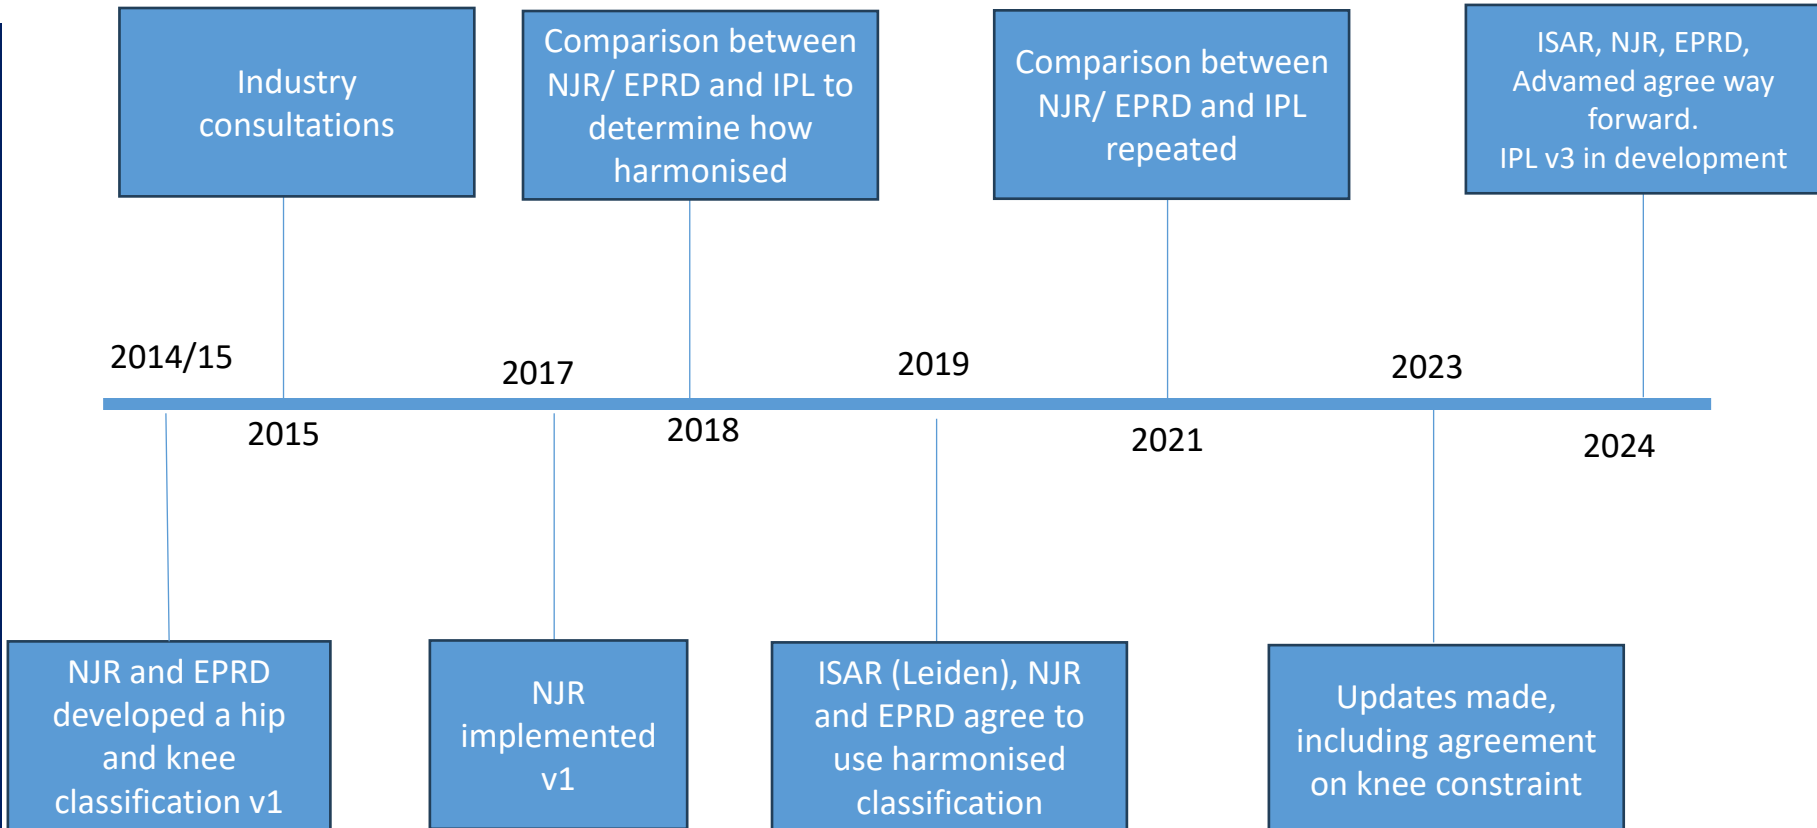 Industry
consultations
Comparison between
NJR/ EPRD and IPL to
determine how
harmonised
Comparison between
NJR/ EPRD and IPL
repeated
ISAR, NJR, EPRD,
Advamed agree way
forward.
IPL v3 in development
2014/15
2017
2019
2023
2015
2018
2021
2024
NJR and EPRD
developed a hip
and knee
classification v1
NJR
implemented
v1
ISAR (Leiden), NJR
and EPRD agree to
use harmonised
classification
Updates made,
including agreement
on knee constraint